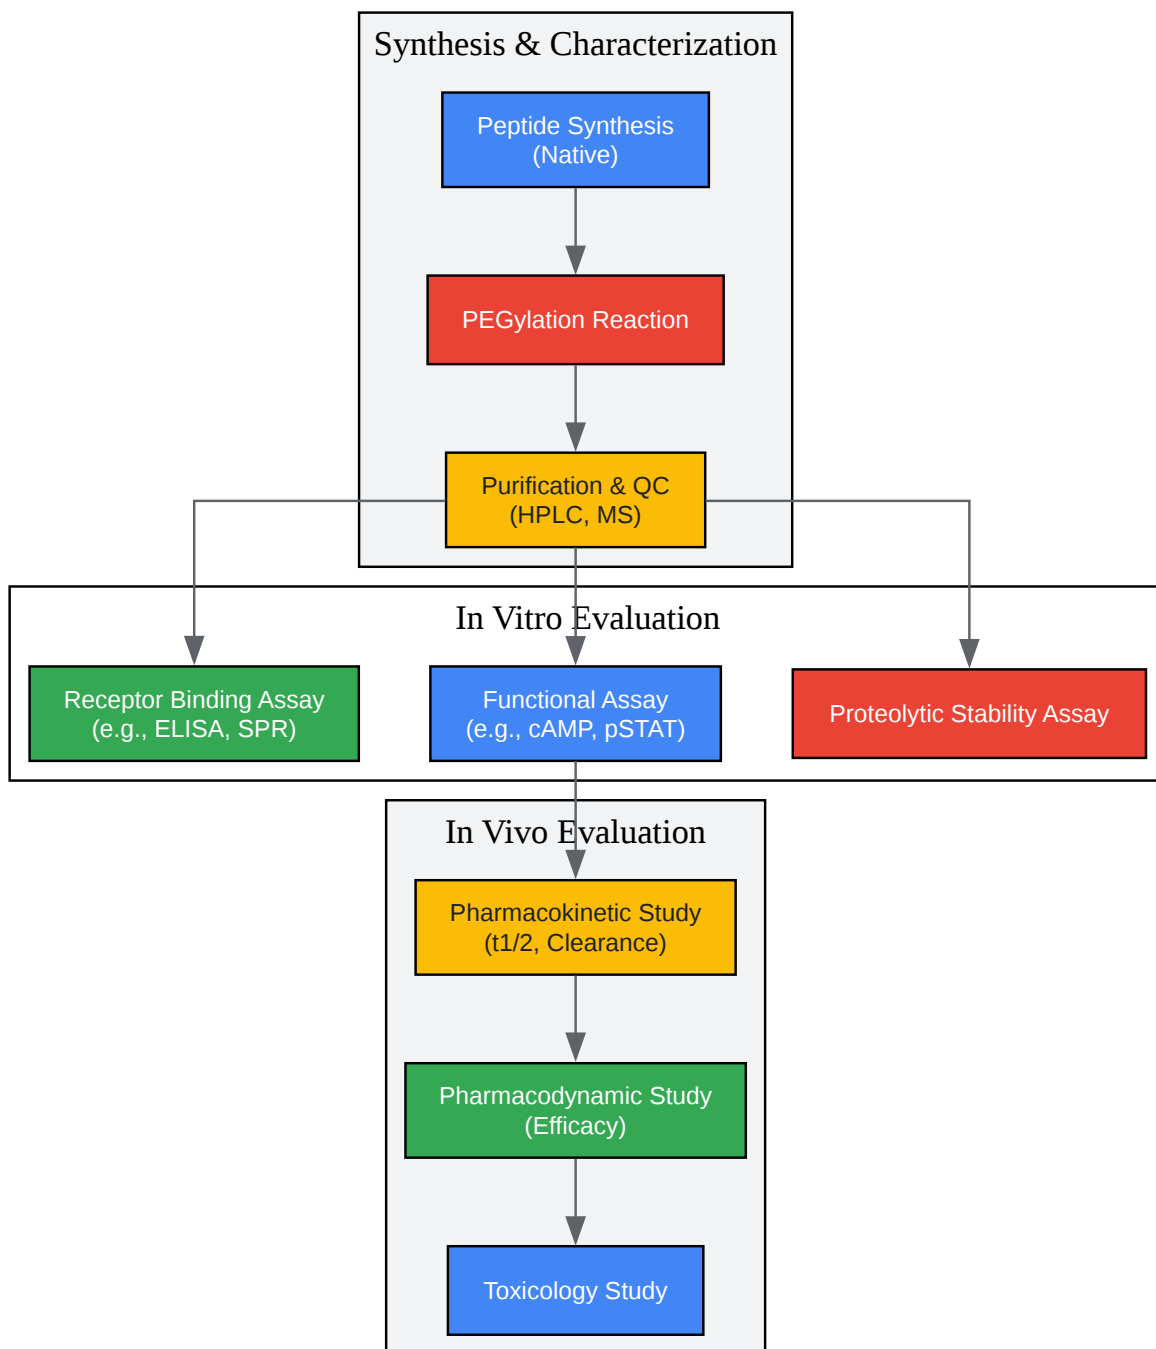 Synthesis & Characterization
Peptide Synthesis
(Native)
PEGylation Reaction
Purification & QC
(HPLC, MS)
In Vitro Evaluation
Receptor Binding Assay
(e.g., ELISA, SPR)
Functional Assay
(e.g., cAMP, pSTAT)
Proteolytic Stability Assay
In Vivo Evaluation
Pharmacokinetic Study
(t1/2, Clearance)
Pharmacodynamic Study
(Efficacy)
Toxicology Study